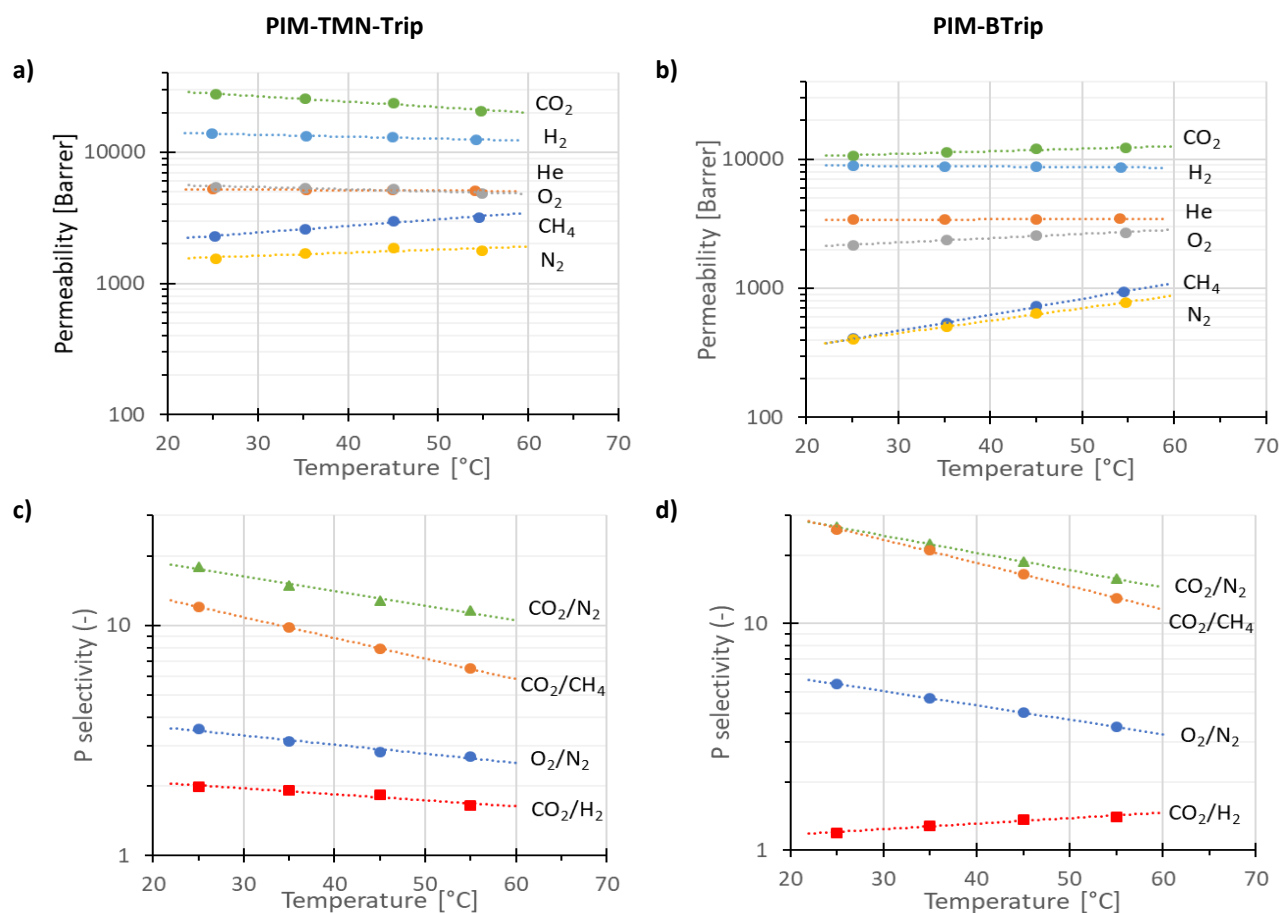 PIM-TMN-Trip
PIM-BTrip
a)
Permeability [Barrer]
10000
1000
100
CO₂
H₂
He
O₂
CH₄
N₂
20 30 40 50 60 70
Temperature [°C]
b)
Permeability [Barrer]
10000
1000
100
CO₂
H₂
He
O₂
CH₄
N₂
20 30 40 50 60 70
Temperature [°C]
c)
P selectivity (-)
10
1
CO₂/N₂
CO₂/CH₄
O₂/N₂
CO₂/H₂
20 30 40 50 60 70
Temperature [°C]
d)
P selectivity (-)
10
1
CO₂/N₂
CO₂/CH₄
O₂/N₂
CO₂/H₂
20 30 40 50 60 70
Temperature [°C]